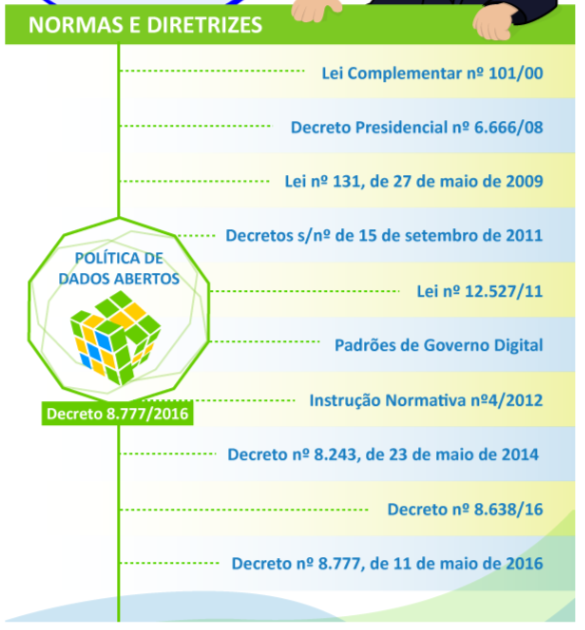 NORMAS E DIRETRIZES
Lei Complementar nº 101/00
Decreto Presidencial nº 6.666/08
Lei nº 131, de 27 de maio de 2009
Decretos s/nº de 15 de setembro de 2011
POLÍTICA DE
DADOS ABERTOS
Lei nº 12.527/11
Padrões de Governo Digital
Instrução Normativa nº4/2012
Decreto 8.777/2016
Decreto nº 8.243, de 23 de maio de 2014
Decreto nº 8.638/16
Decreto nº 8.777, de 11 de maio de 2016